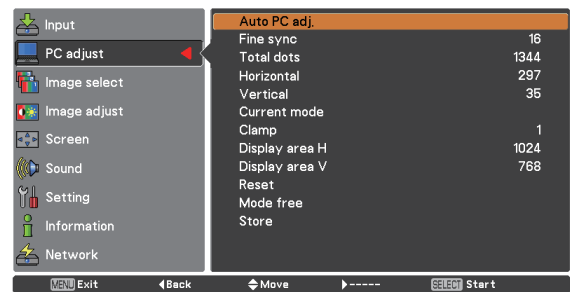 Input
PC adjust
Image select
Image adjust
Screen
Sound
Setting
Information
Network
Auto PC adj.
Fine sync 16
Total dots 1344
Horizontal 297
Vertical 35
Current mode
Clamp 1
Display area H 1024
Display area V 768
Reset
Mode free
Store
MENU Exit ◀Back Move ▶----- SELECT Start